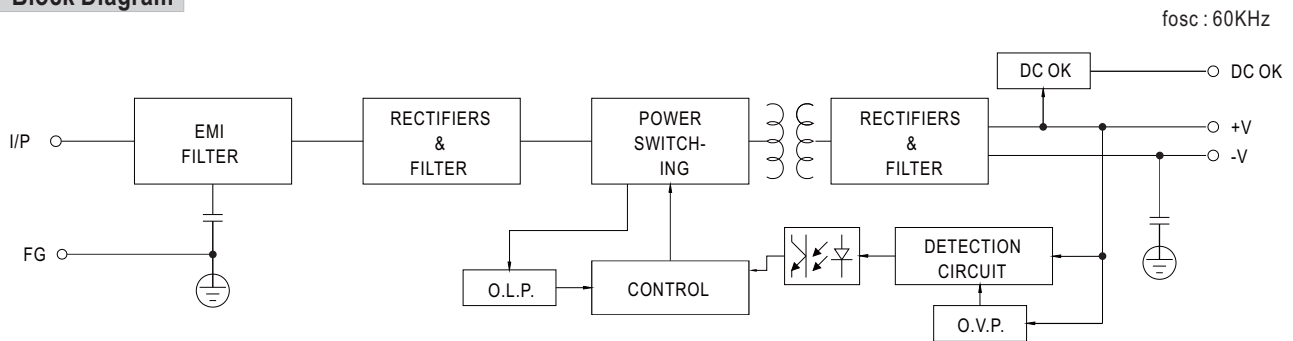 Block Diagram
fosc : 60KHz
I/P
EMI
FILTER
RECTIFIERS
&
FILTER
POWER
SWITCH-
ING
RECTIFIERS
&
FILTER
DC OK
DC OK
+V
-V
FG
O.L.P.
CONTROL
DETECTION
CIRCUIT
O.V.P.